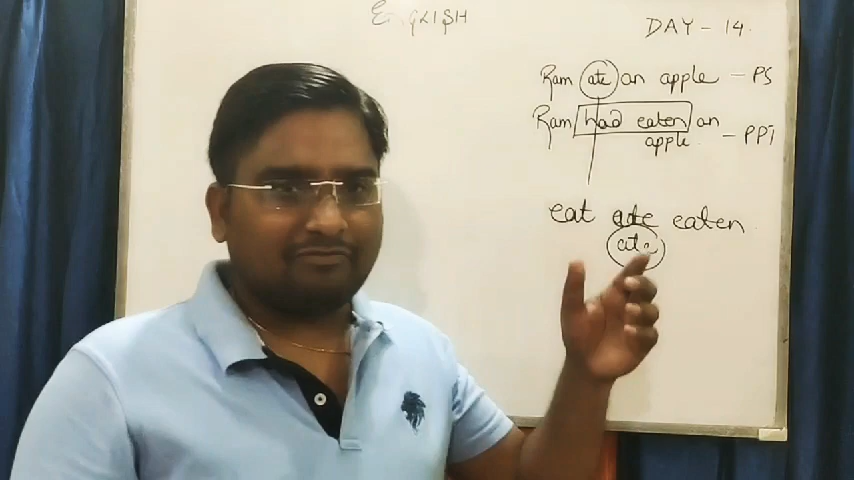 ENGLISH
DAY - 14.
Ram ate an apple - PS
Ram had eaten an
apple. - PPT
eat ate eaten
ate